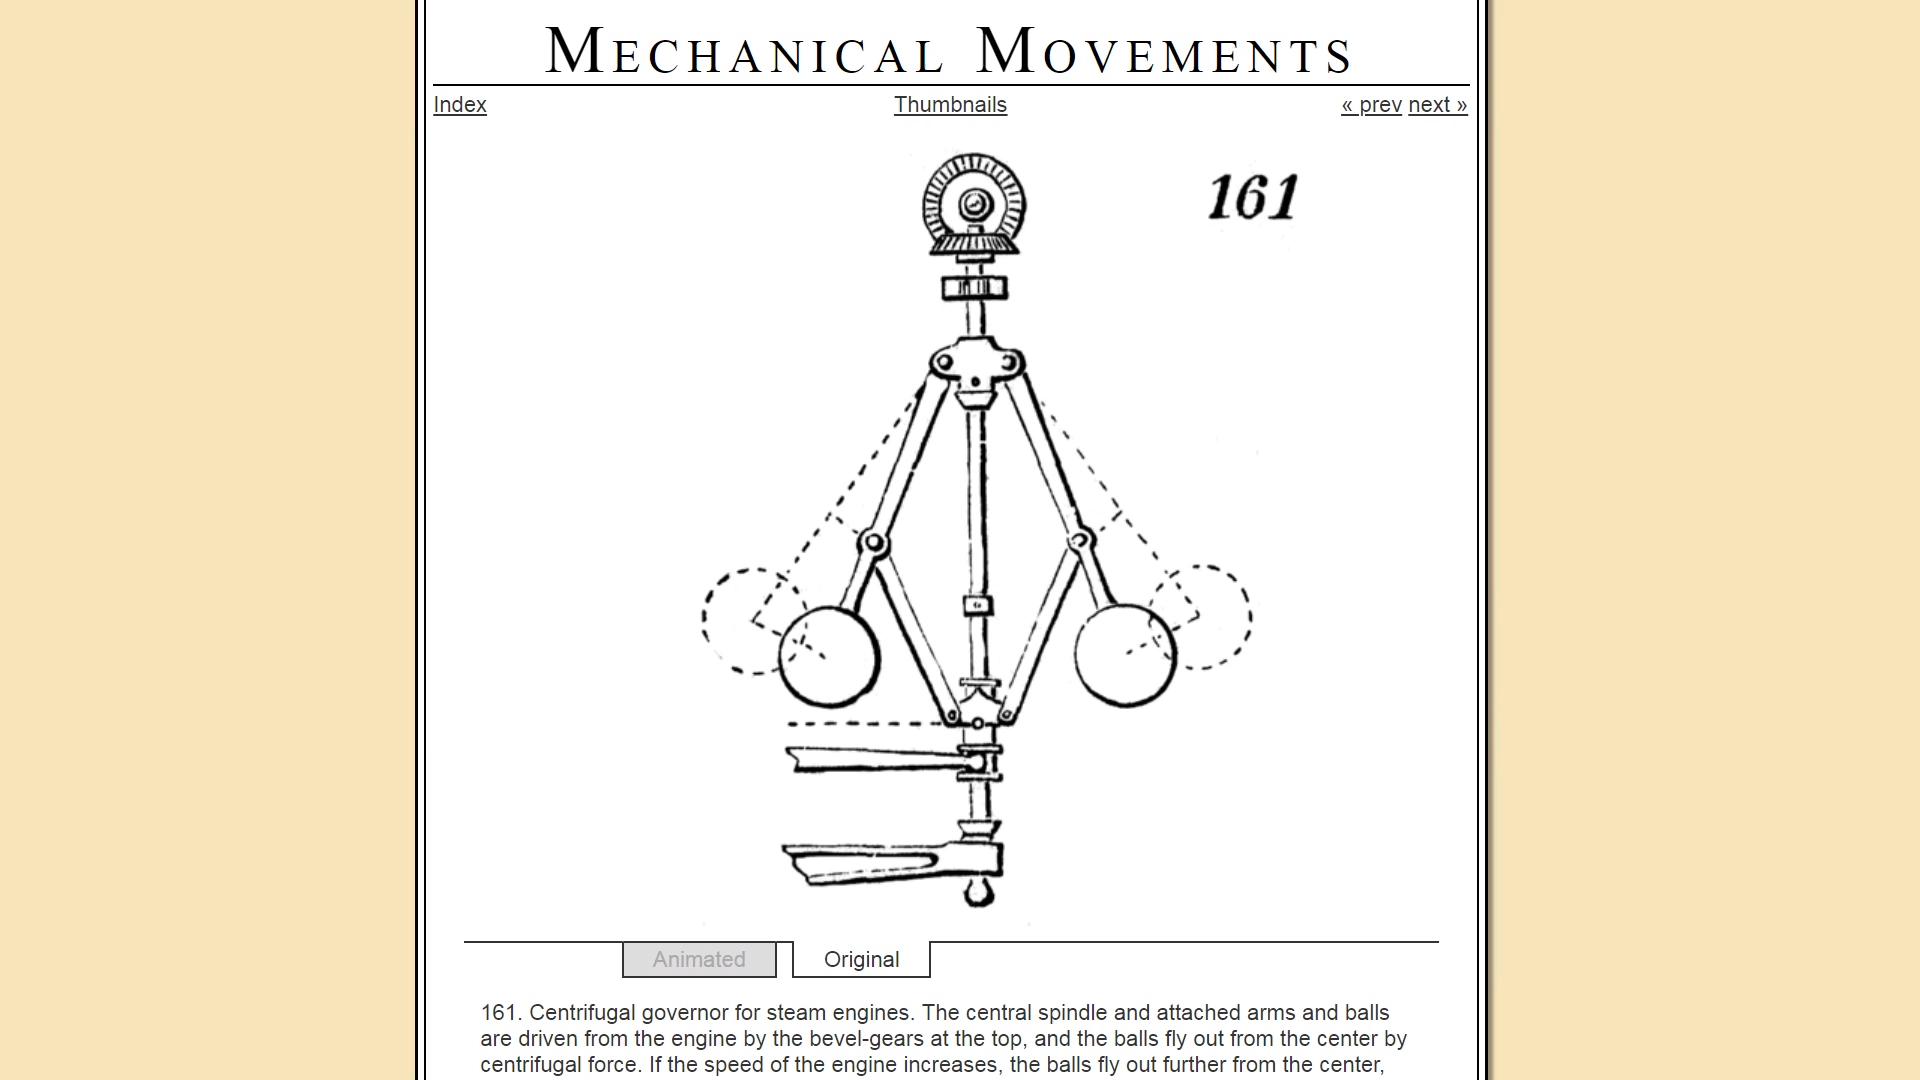 MECHANICAL MOVEMENTS
Index Thumbnails « prev next »
161
Animated Original
161. Centrifugal governor for steam engines. The central spindle and attached arms and balls
are driven from the engine by the bevel-gears at the top, and the balls fly out from the center by
centrifugal force. If the speed of the engine increases, the balls fly out further from the center,